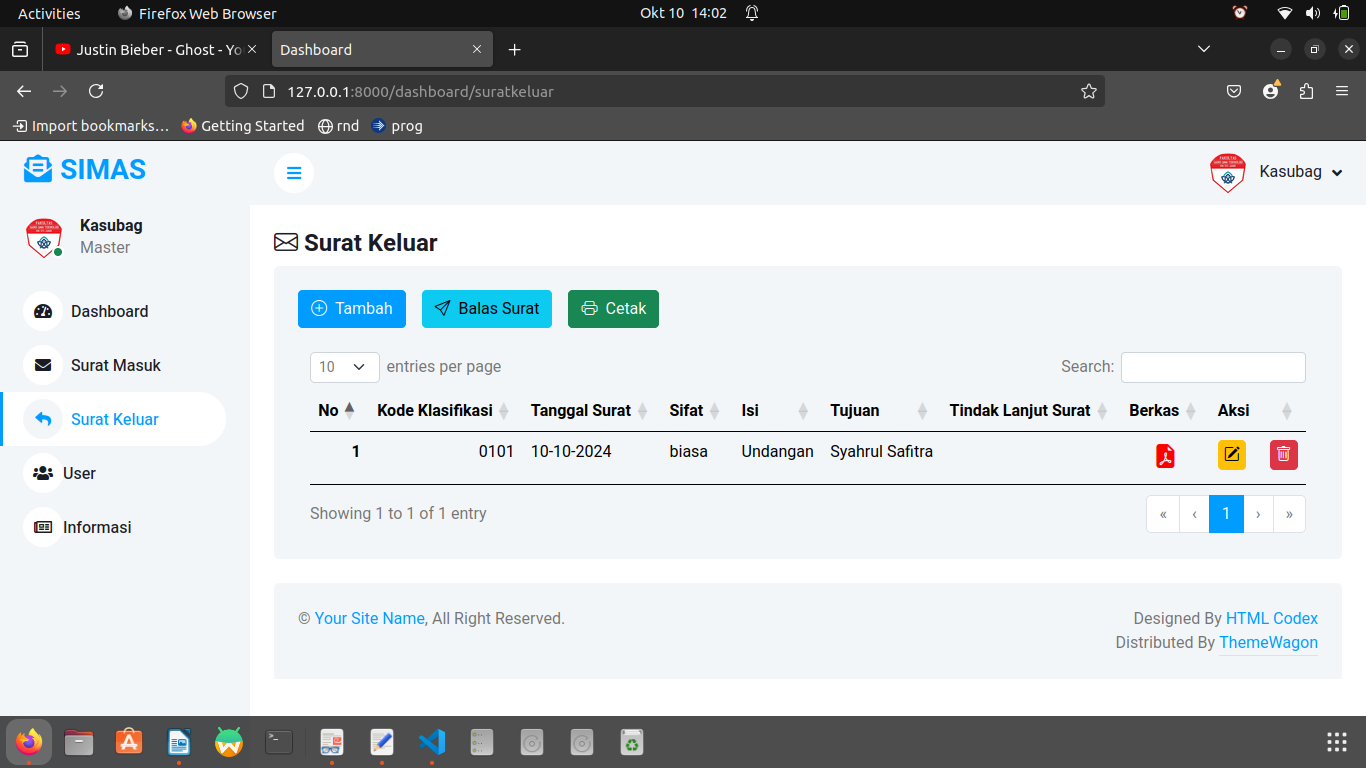 Activities Firefox Web Browser Okt 10 14:02
Justin Bieber - Ghost - Yo Dashboard
127.0.0.1:8000/dashboard/suratkeluar
Import bookmarks… Getting Started rnd prog
SIMAS Kasubag
Kasubag
Master
Dashboard
Surat Masuk
Surat Keluar
User
Informasi
Surat Keluar
Tambah Balas Surat Cetak
10 entries per page Search:
No Kode Klasifikasi Tanggal Surat Sifat Isi Tujuan Tindak Lanjut Surat Berkas Aksi
1 0101 10-10-2024 biasa Undangan Syahrul Safitra
Showing 1 to 1 of 1 entry « ‹ 1 › »
© Your Site Name, All Right Reserved. Designed By HTML Codex
Distributed By ThemeWagon